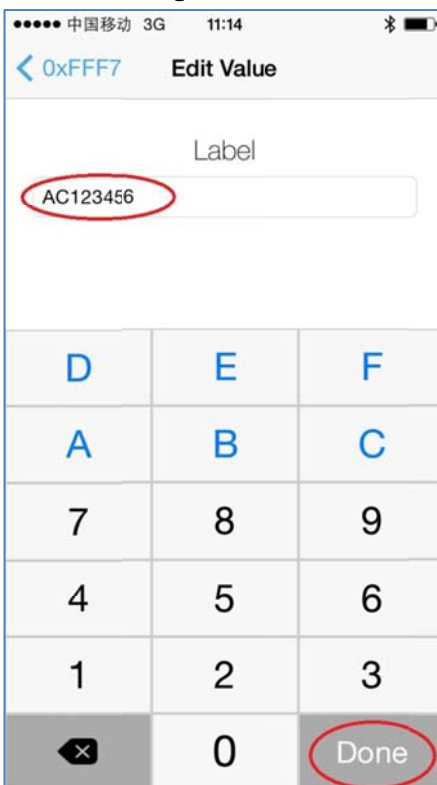 中国移动 3G 11:14
0xFFF7 Edit Value
Label
AC123456
D E F
A B C
7 8 9
4 5 6
1 2 3
0 Done